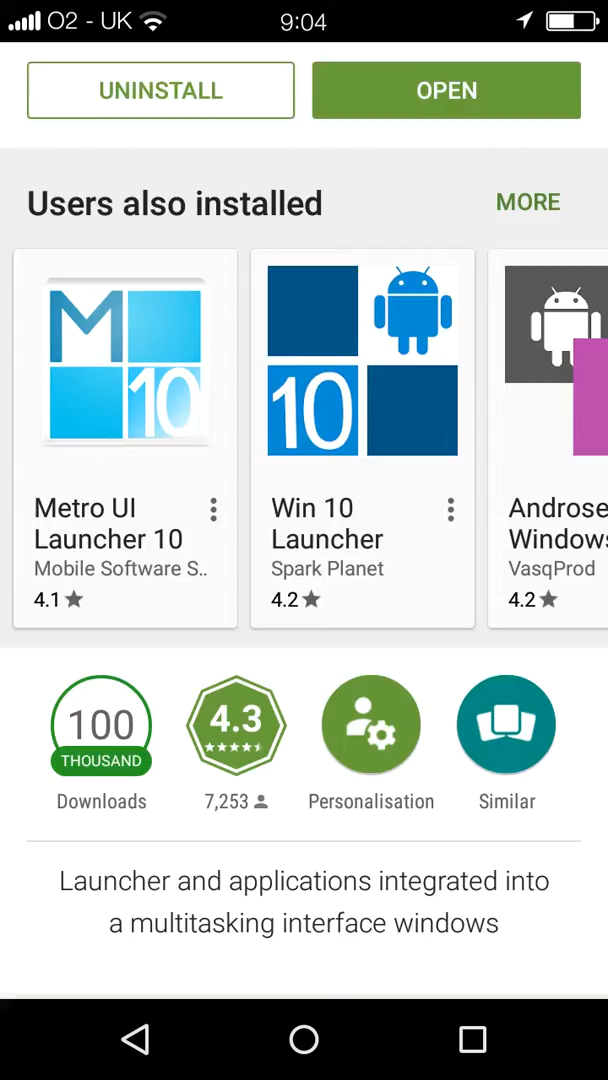 O2 - UK 9:04
UNINSTALL OPEN
Users also installed MORE
M
10
10
Metro UI
Launcher 10
Mobile Software S..
4.1
Win 10
Launcher
Spark Planet
4.2
Androse
Windows
VasqProd
4.2
100
THOUSAND
Downloads
4.3
7,253
Personalisation
Similar
Launcher and applications integrated into
a multitasking interface windows